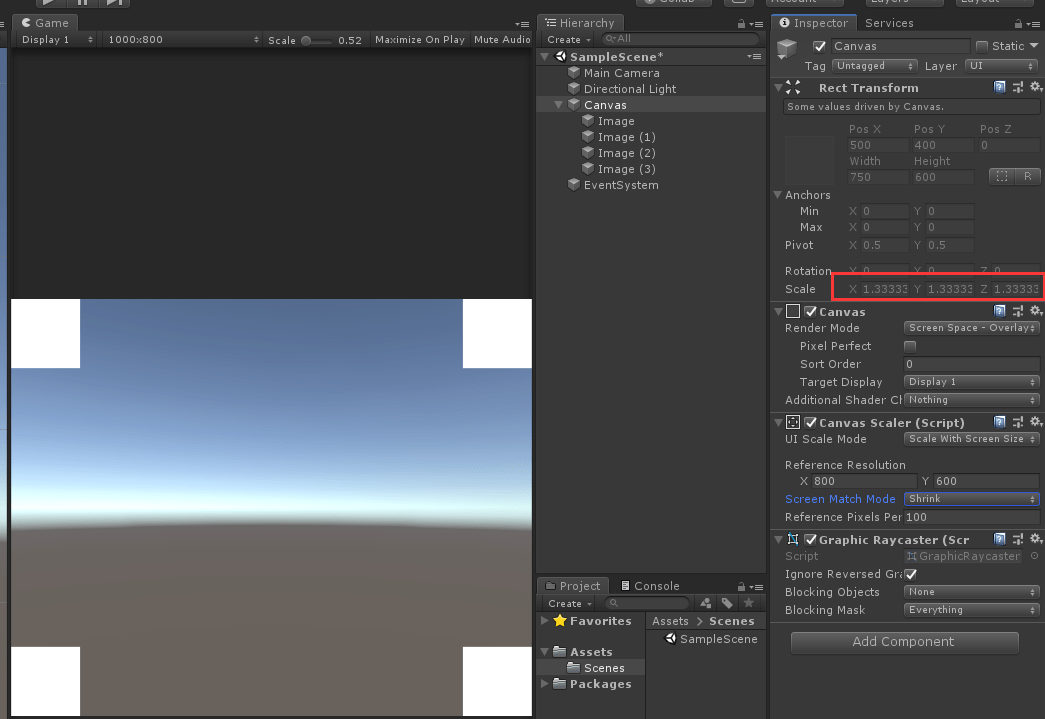 Collab
Account
Layers
Layout
Game
Display 1 1000x800 Scale 0.52 Maximize On Play Mute Audio
Hierarchy
Create All
SampleScene*
Main Camera
Directional Light
Canvas
Image
Image (1)
Image (2)
Image (3)
EventSystem
Project Console
Create
Favorites
Assets
Scenes
Packages
Assets > Scenes
SampleScene
Inspector Services
Canvas Static
Tag Untagged Layer UI
Rect Transform
Some values driven by Canvas.
Pos X Pos Y Pos Z
500 400 0
Width Height
750 600 R
Anchors
Min X 0 Y 0
Max X 0 Y 0
Pivot X 0.5 Y 0.5
Rotation X 0 Y 0 Z 0
Scale X 1.33333 Y 1.33333 Z 1.33333
Canvas
Render Mode Screen Space - Overlay
Pixel Perfect
Sort Order 0
Target Display Display 1
Additional Shader Ch Nothing
Canvas Scaler (Script)
UI Scale Mode Scale With Screen Size
Reference Resolution
X 800 Y 600
Screen Match Mode Shrink
Reference Pixels Per 100
Graphic Raycaster (Scr
Script GraphicRaycaster
Ignore Reversed Gra
Blocking Objects None
Blocking Mask Everything
Add Component